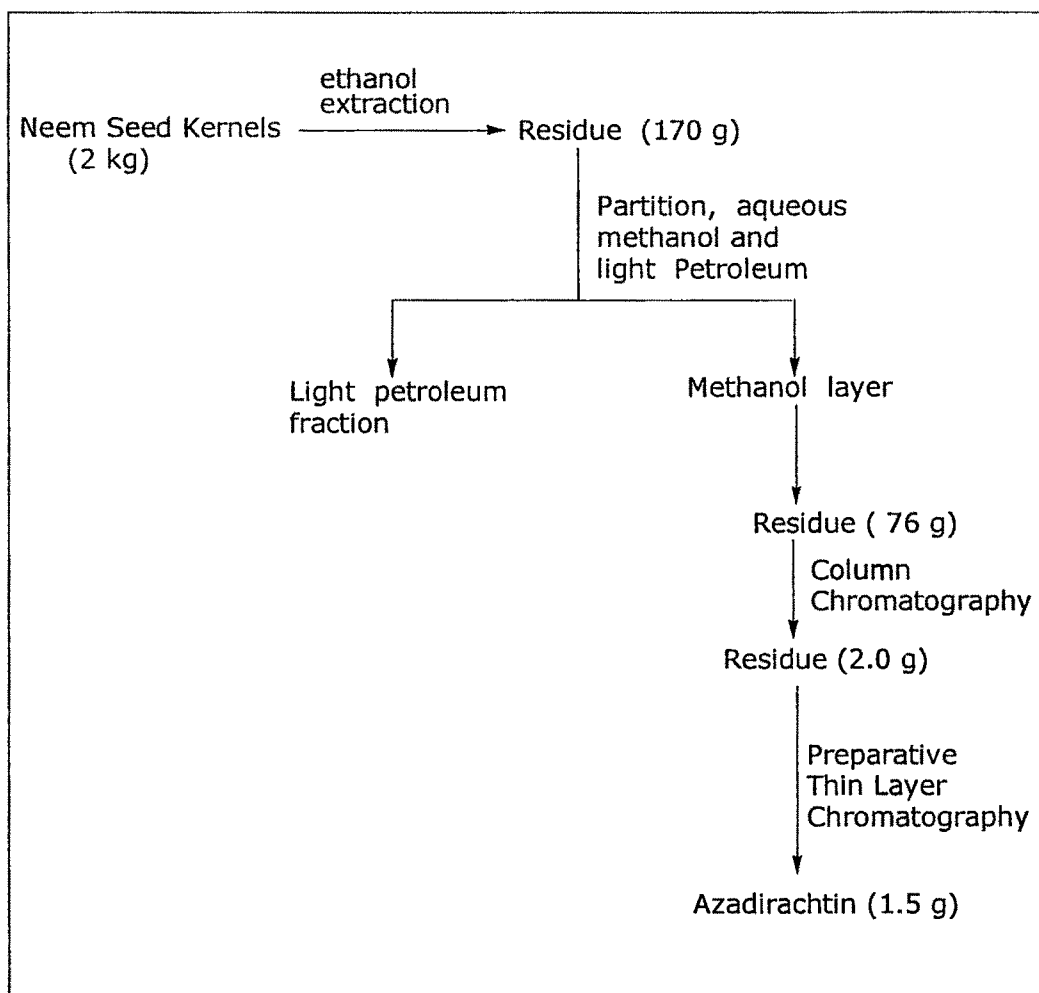 ethanol
extraction
Neem Seed Kernels
(2 kg)
Residue (170 g)
Partition, aqueous
methanol and
light Petroleum
Light petroleum
fraction
Methanol layer
Residue ( 76 g)
Column
Chromatography
Residue (2.0 g)
Preparative
Thin Layer
Chromatography
Azadirachtin (1.5 g)